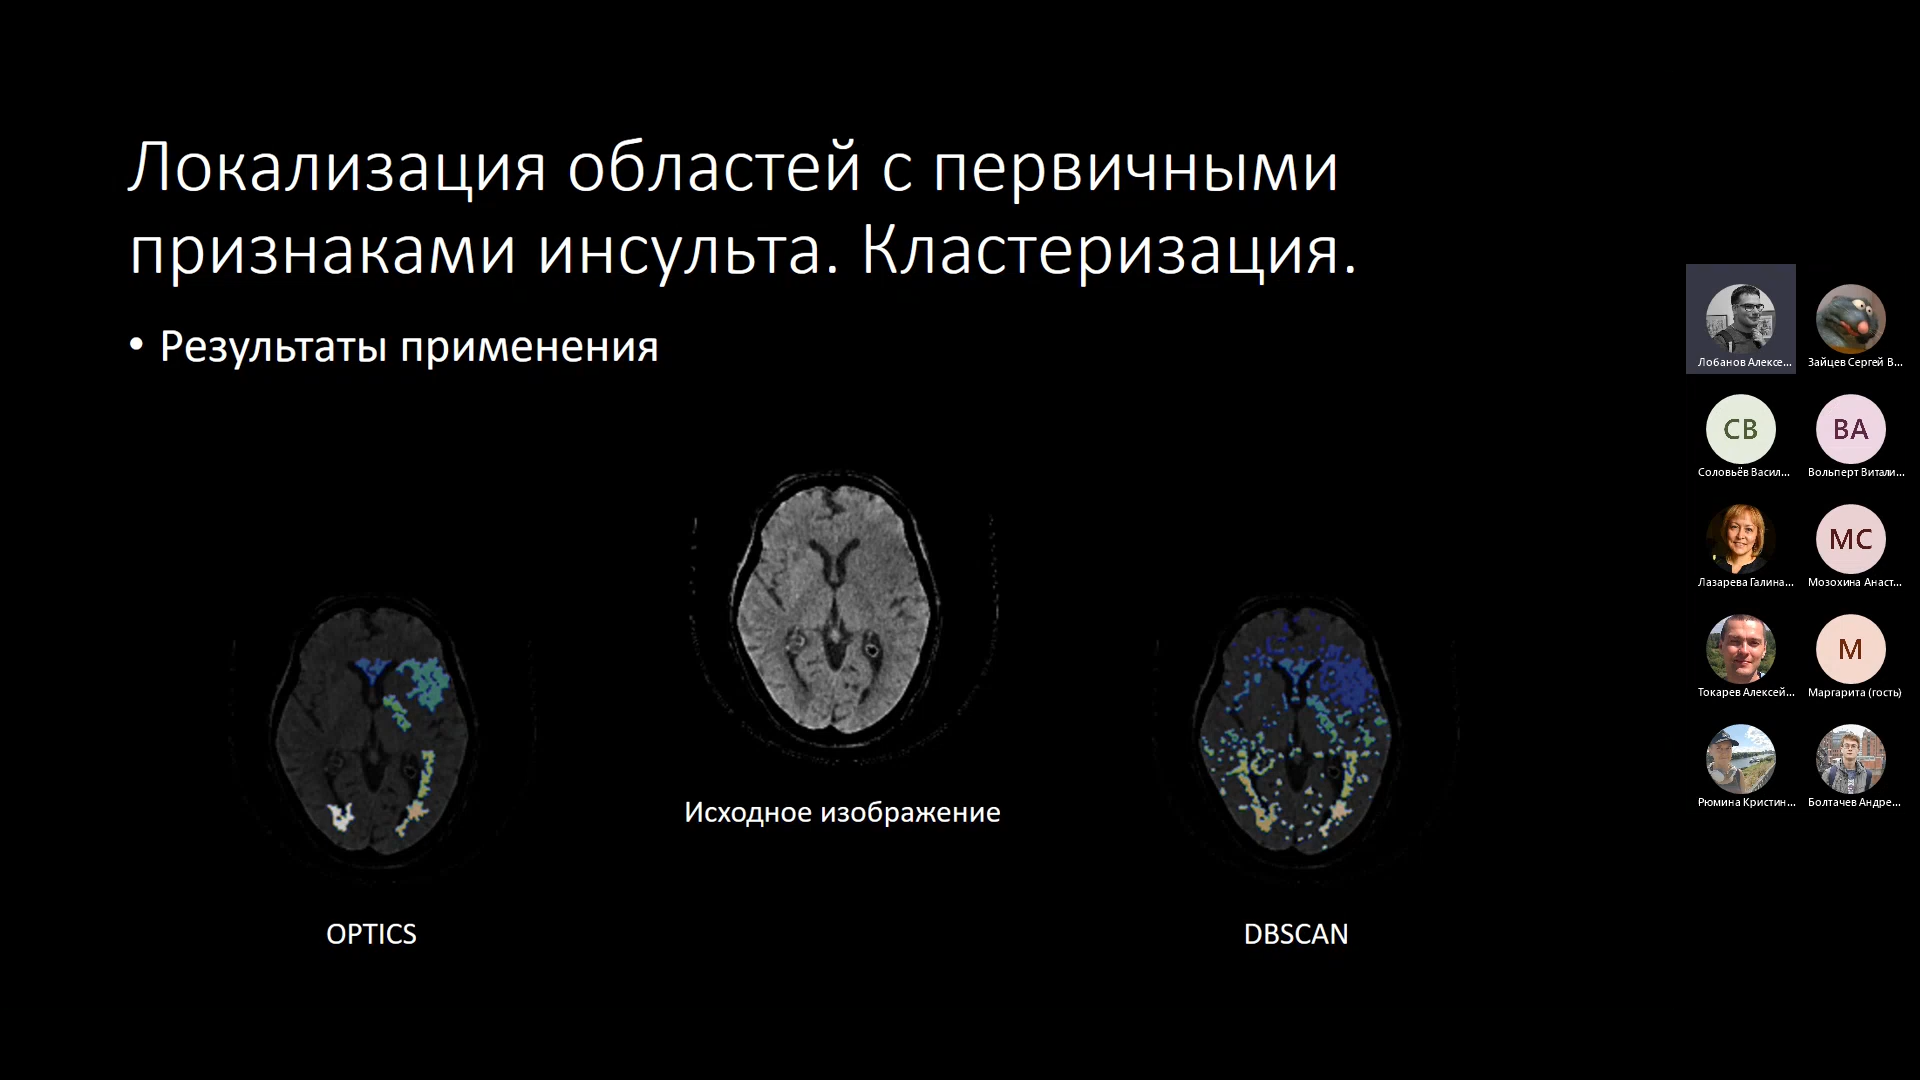 Локализация областей с первичными
признаками инсульта. Кластеризация.
• Результаты применения
Исходное изображение
OPTICS
DBSCAN
Лобанов Алексе...
Зайцев Сергей В...
СВ
Соловьёв Васил...
ВА
Вольперт Витали...
Лазарева Галина...
МС
Мозохина Анаст...
Токарев Алексей...
М
Маргарита (гость)
Рюмина Кристин...
Болтачев Андре...